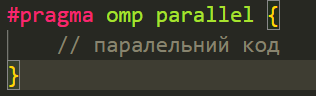 #pragma omp parallel {
// паралельний код
}